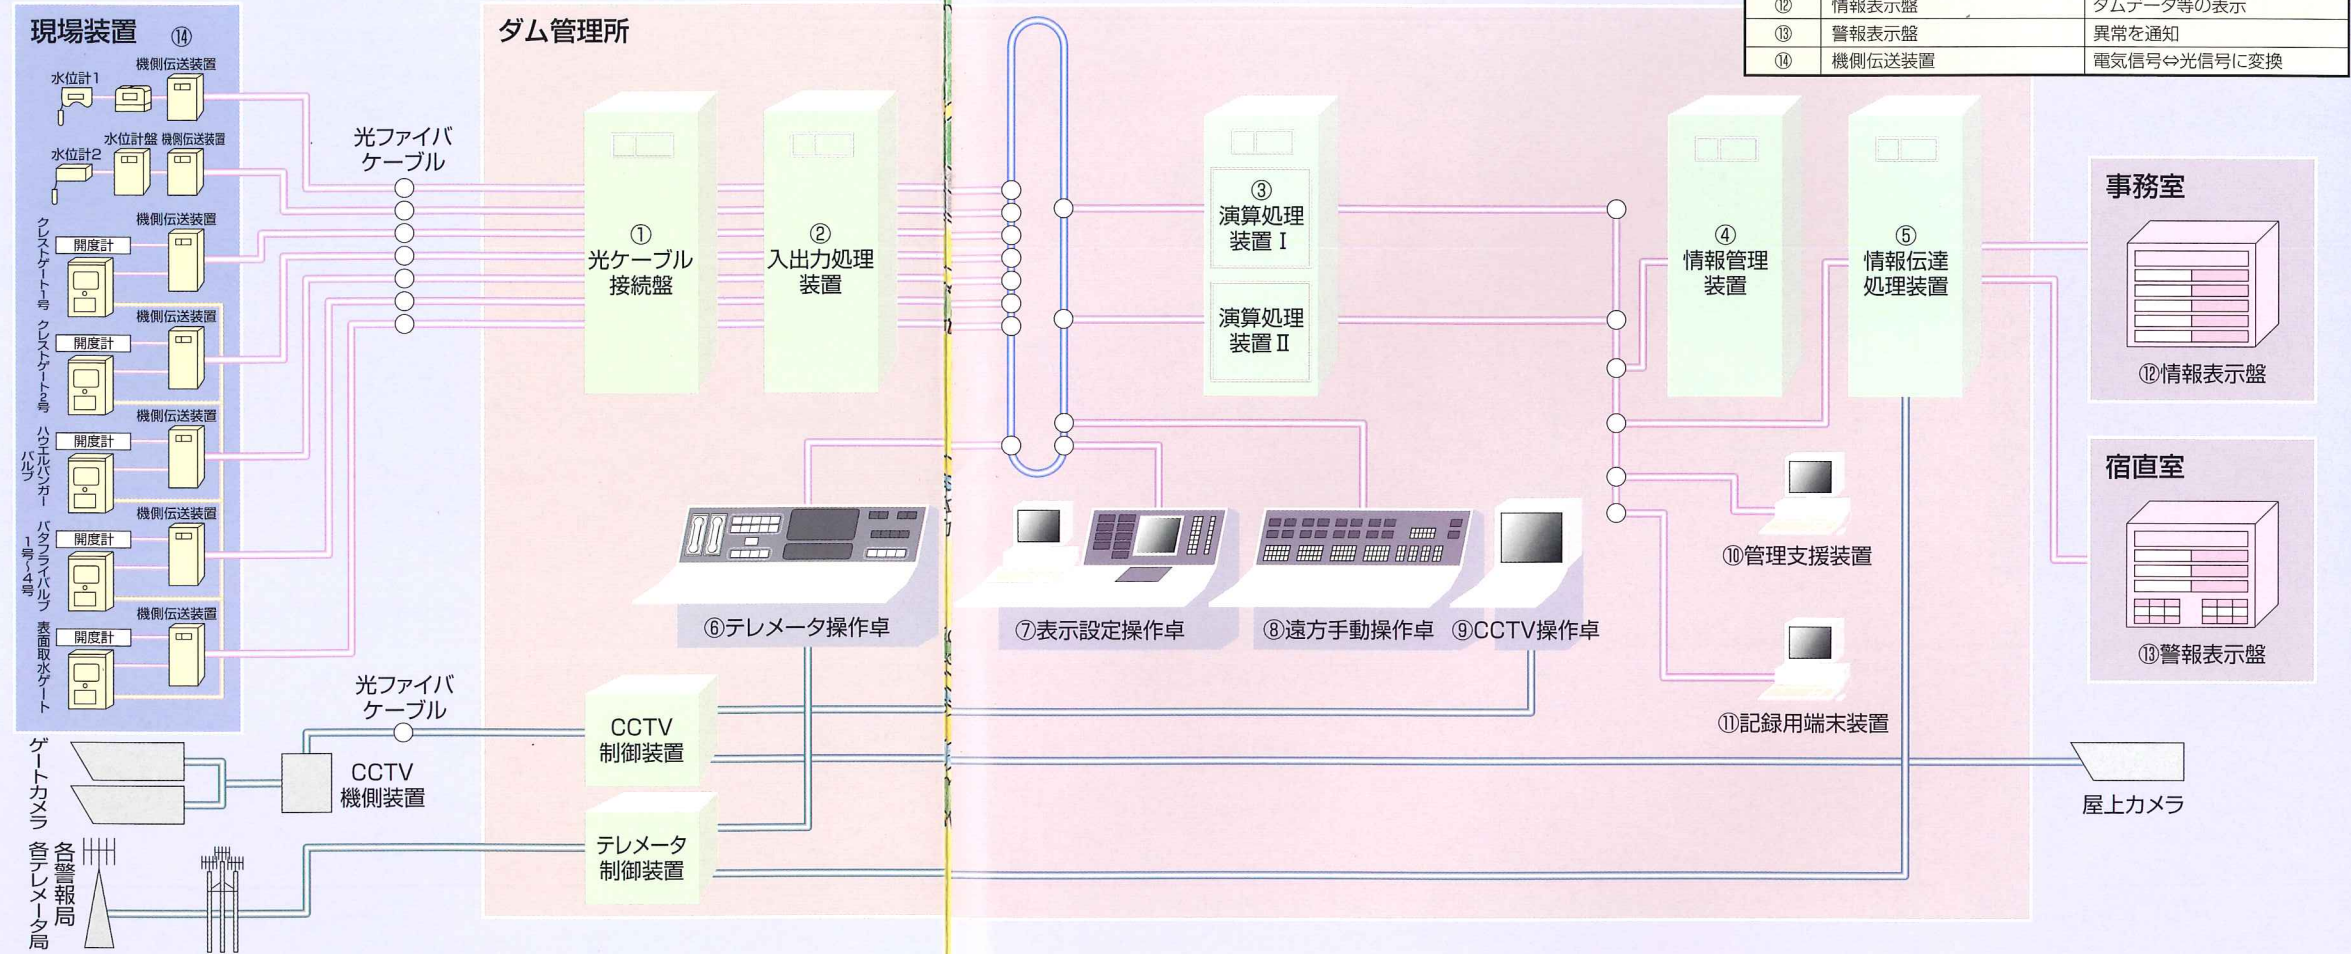 現場装置
⑭
水位計1
機側伝送装置
水位計2
水位計盤
機側伝送装置
クレストゲート1号
開度計
機側伝送装置
クレストゲート2号
開度計
機側伝送装置
ハウエルバンガー
バルブ
開度計
機側伝送装置
バタフライバルブ
1号~4号
開度計
機側伝送装置
表面取水ゲート
開度計
機側伝送装置
光ファイバ
ケーブル
光ファイバ
ケーブル
ゲートカメラ
CCTV
機側装置
各警報局
各テレメータ局
ダム管理所
①
光ケーブル
接続盤
②
入出力処理
装置
③
演算処理
装置Ⅰ
演算処理
装置Ⅱ
④
情報管理
装置
⑤
情報伝達
処理装置
⑥テレメータ操作卓
⑦表示設定操作卓
⑧遠方手動操作卓
⑨CCTV操作卓
⑩管理支援装置
⑪記録用端末装置
CCTV
制御装置
テレメータ
制御装置
⑫ 情報表示盤 ダムデータ等の表示
⑬ 警報表示盤 異常を通知
⑭ 機側伝送装置 電気信号⇔光信号に変換
事務室
⑫情報表示盤
宿直室
⑬警報表示盤
屋上カメラ